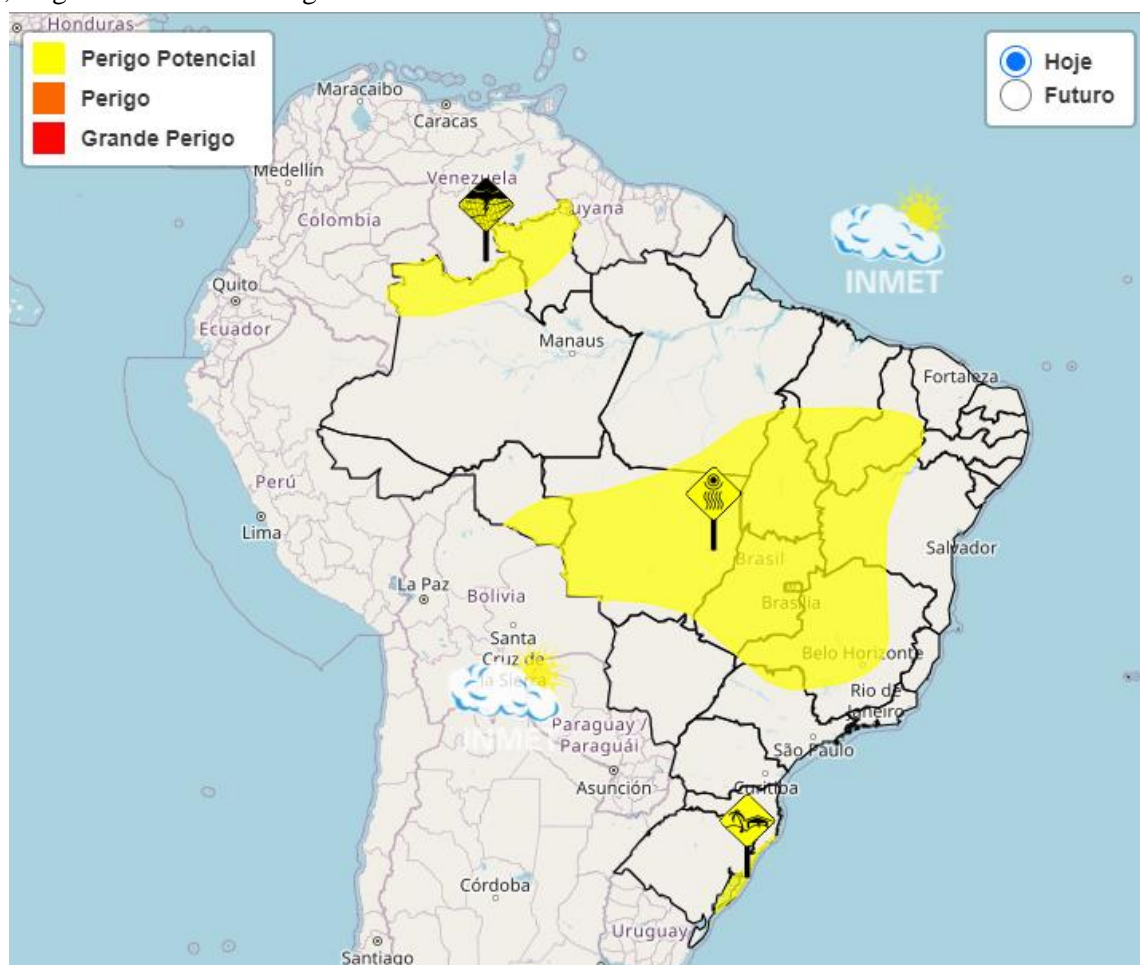 Honduras
Perigo Potencial
Perigo
Grande Perigo
Hoje
Futuro
Maracaibo
Caracas
Medellín
Venezuela
Colombia
uyana
INMET
Quito
Ecuador
Manaus
Fortaleza
Perú
Lima
Brasil
Salvador
La Paz
Bolivia
Brasília
Santa
Cruz de
la Sierra
Belo Horizonte
Rio de
Janeiro
INMET
Paraguay /
Paraguái
São Paulo
Asunción
Curitiba
Córdoba
Uruguay
Santiago